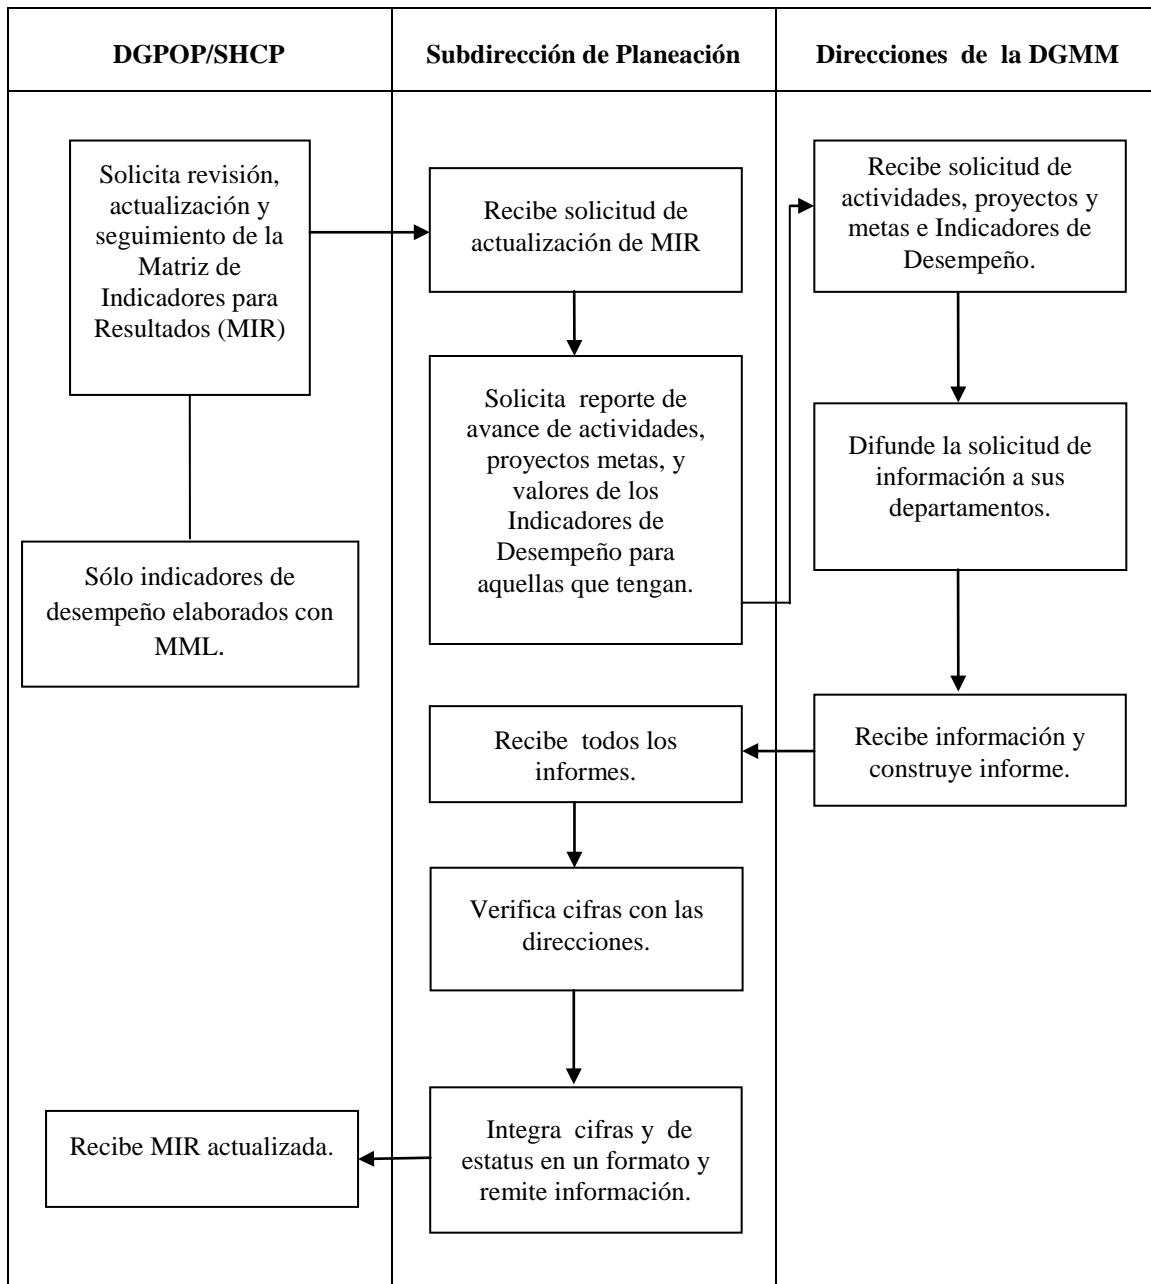 DGPOP/SHCP
Subdirección de Planeación
Direcciones de la DGMM
Solicita revisión,
actualización y
seguimiento de la
Matriz de
Indicadores para
Resultados (MIR)
Sólo indicadores de
desempeño elaborados con
MML.
Recibe solicitud de
actualización de MIR
Solicita reporte de
avance de actividades,
proyectos metas, y
valores de los
Indicadores de
Desempeño para
aquellas que tengan.
Recibe solicitud de
actividades, proyectos y
metas e Indicadores de
Desempeño.
Difunde la solicitud de
información a sus
departamentos.
Recibe información y
construye informe.
Recibe todos los
informes.
Verifica cifras con las
direcciones.
Integra cifras y de
estatus en un formato y
remite información.
Recibe MIR actualizada.